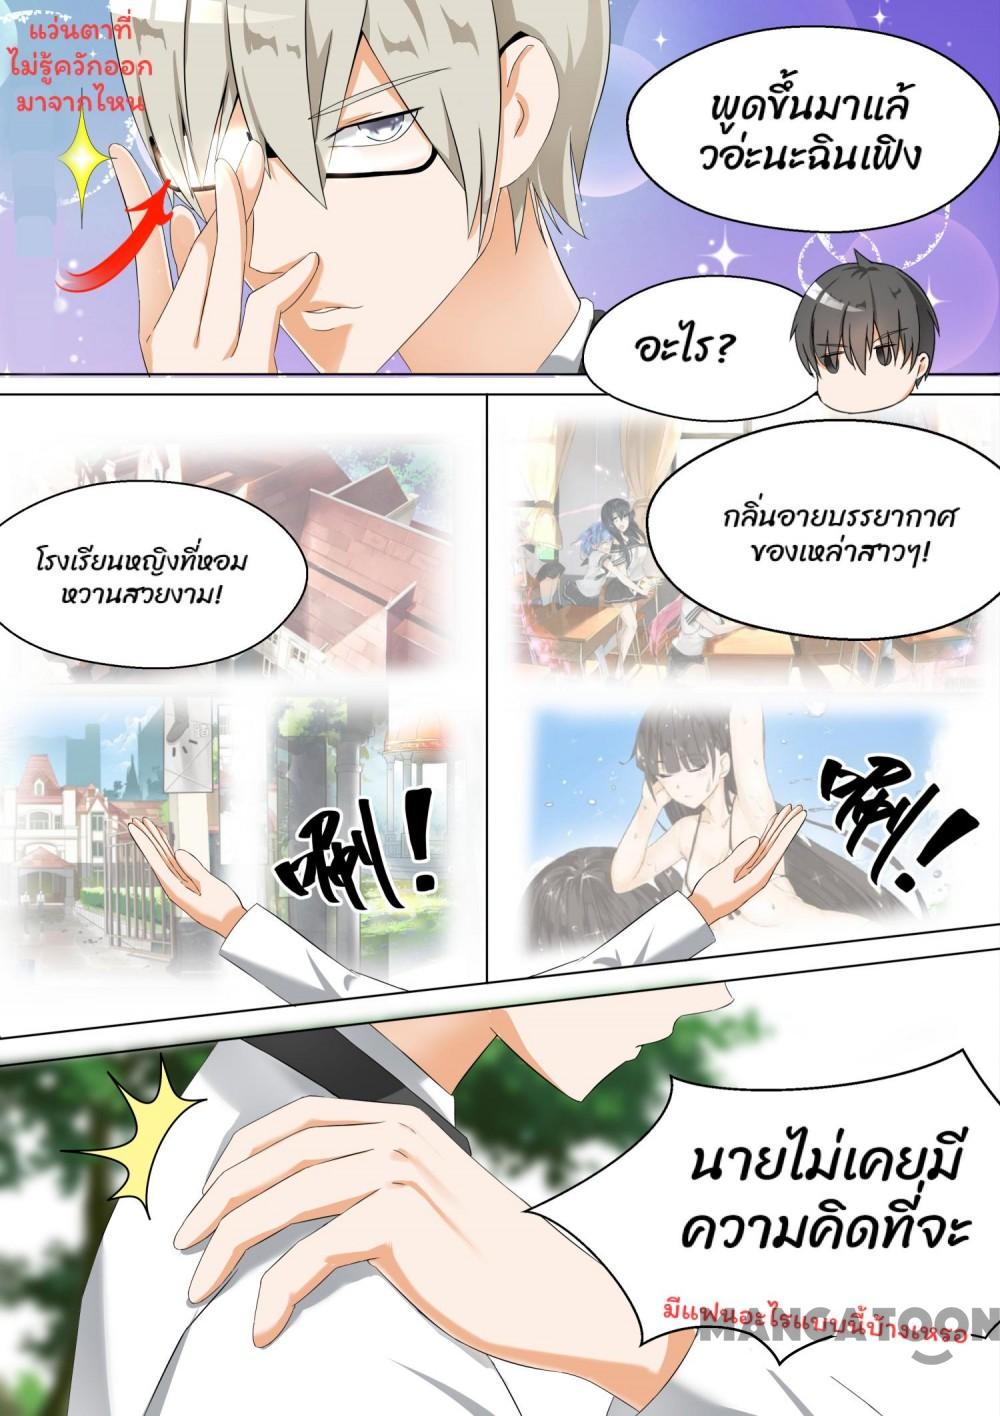 แว่นตาที่
ไม่รู้ควักออก
มาจากไหน
พูดขึ้นมาแล้
วอ่ะนะฉินเฟิง
อะไร?
โรงเรียนหญิงที่หอม
หวานสวยงาม!
กลิ่นอายบรรยากาศ
ของเหล่าสาวๆ!
唰!
唰!
นายไม่เคยมี
ความคิดที่จะ
มีแฟนอะไรแบบนี้บ้างเหรอ
MANGATOON